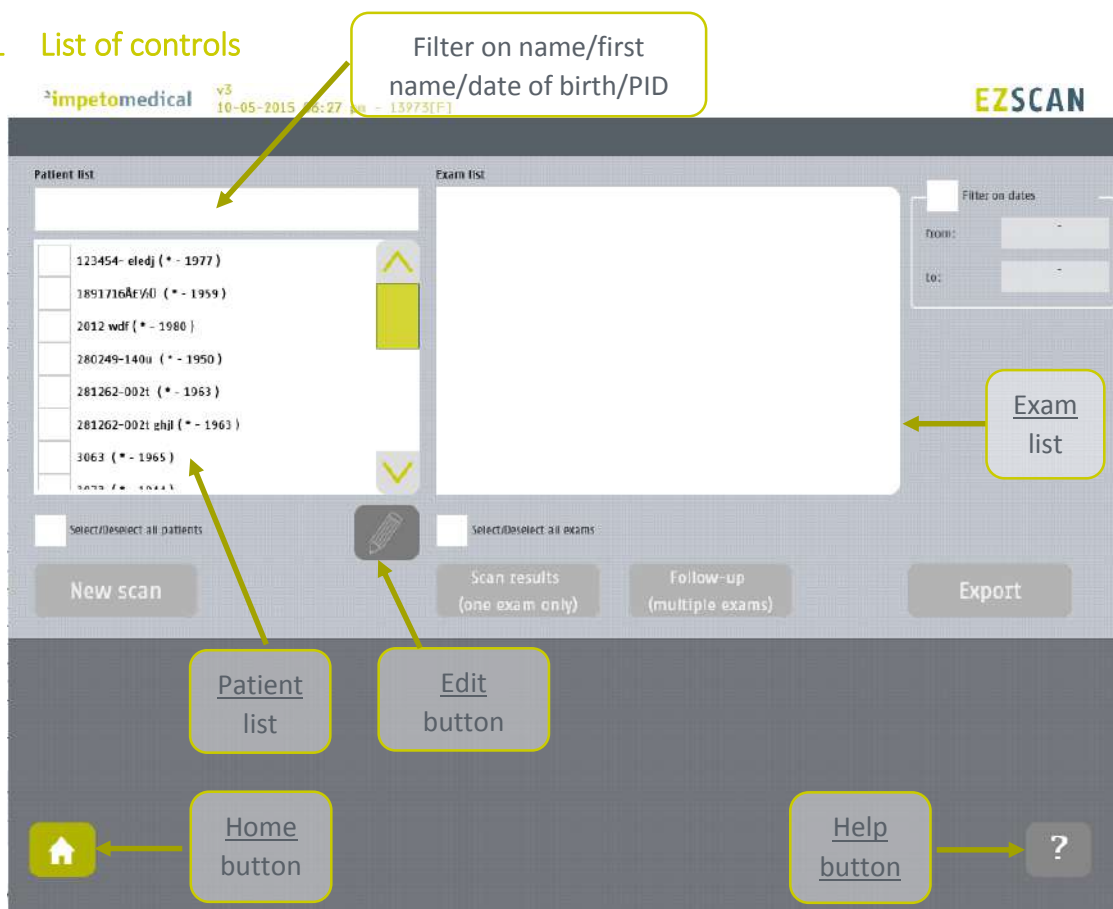 List of controls
Filter on name/first
name/date of birth/PID
impetomedical
v3
10-05-2015 06:27 pm - 13973[F]
EZSCAN
Patient list
Exam list
Filter on dates
from:
-
to:
-
123454- eledj ( * - 1977 )
( * - 1959 )
2012 wdf ( * - 1980 )
280249-140u ( * - 1950 )
281262-002t ( * - 1963 )
281262-002t ghjl ( * - 1963 )
3063 ( * - 1965 )
Exam
list
Select/Deselect all patients
Select/Deselect all exams
New scan
Scan results
(one exam only)
Follow-up
(multiple exams)
Export
Patient
list
Edit
button
Home
button
Help
button
?